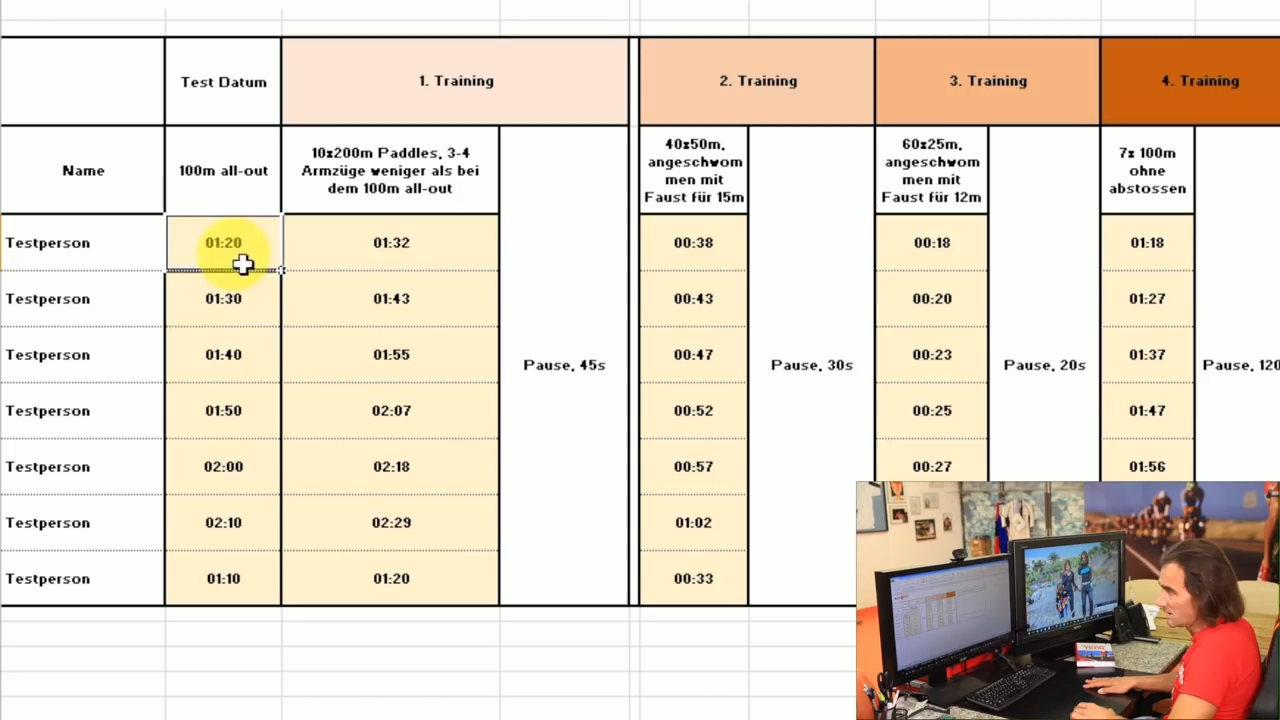 Test Datum
1. Training
2. Training
3. Training
4. Training
Name
100m all-out
10x200m Paddles, 3-4
Armzüge weniger als bei
dem 100m all-out
40x50m,
angeschwom
men mit
Faust für 15m
60x25m,
angeschwom
men mit
Faust für 12m
7x 100m
ohne
abstossen
Testperson
01:20
01:32
00:38
00:18
01:18
Testperson
01:30
01:43
00:43
00:20
01:27
Testperson
01:40
01:55
00:47
00:23
01:37
Pause, 45s
Pause, 30s
Pause, 20s
Pause, 120
Testperson
01:50
02:07
00:52
00:25
01:47
Testperson
02:00
02:18
00:57
00:27
01:56
Testperson
02:10
02:29
01:02
Testperson
01:10
01:20
00:33